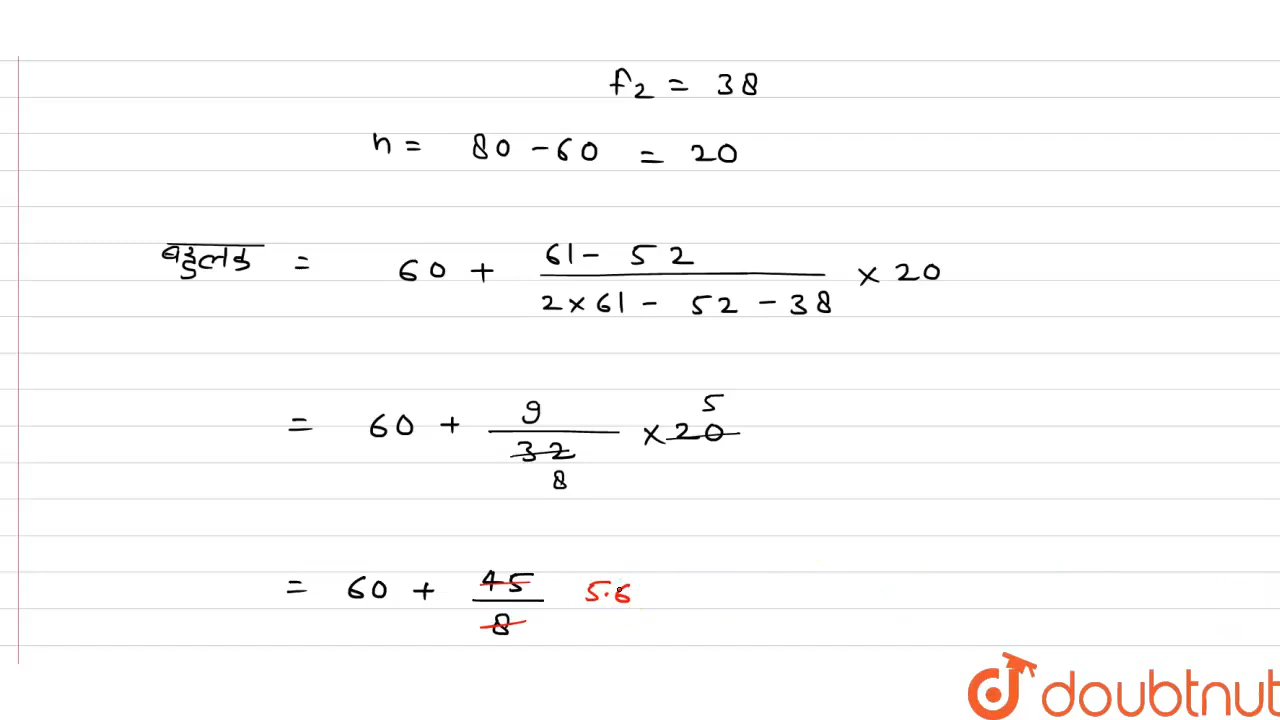 f₂ = 38
h = 80 - 60 = 20
बहुलक = 60 + (61 - 52) / (2 × 61 - 52 - 38) × 20
= 60 + 9 / 32 8 × 20 5
= 60 + 45 / 8 5.6
doubtnut